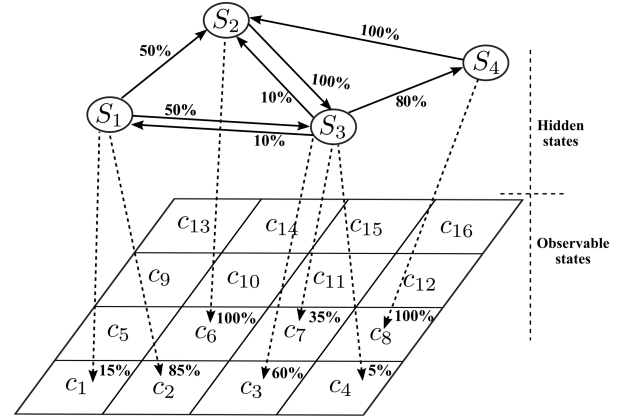 S2
100%
50%
S4
100%
10%
80%
S1
50%
S3
10%
Hidden
states
c13
c14
c15
c16
Observable
states
c9
c10
c11
c12
c5
c6
100%
c7
35%
c8
100%
c1
15%
c2
85%
c3
60%
c4
5%